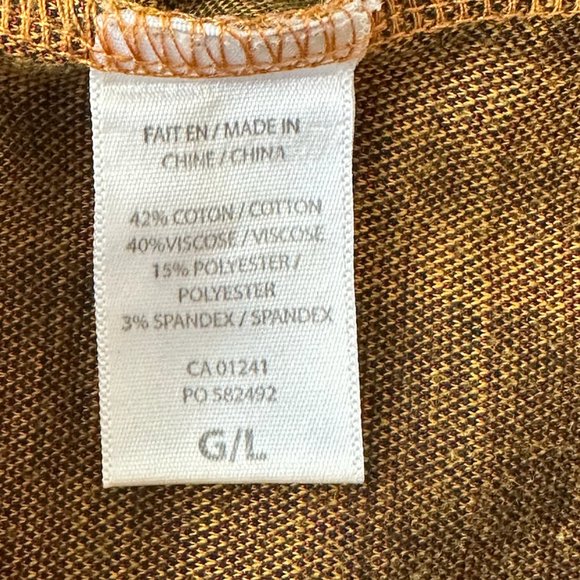 FAIT EN / MADE IN
CHINE / CHINA
42% COTON / COTTON
40%VISCOSE / VISCOSE
15% POLYESTER /
POLYESTER
3% SPANDEX / SPANDEX
CA 01241
PO 582492
G/L